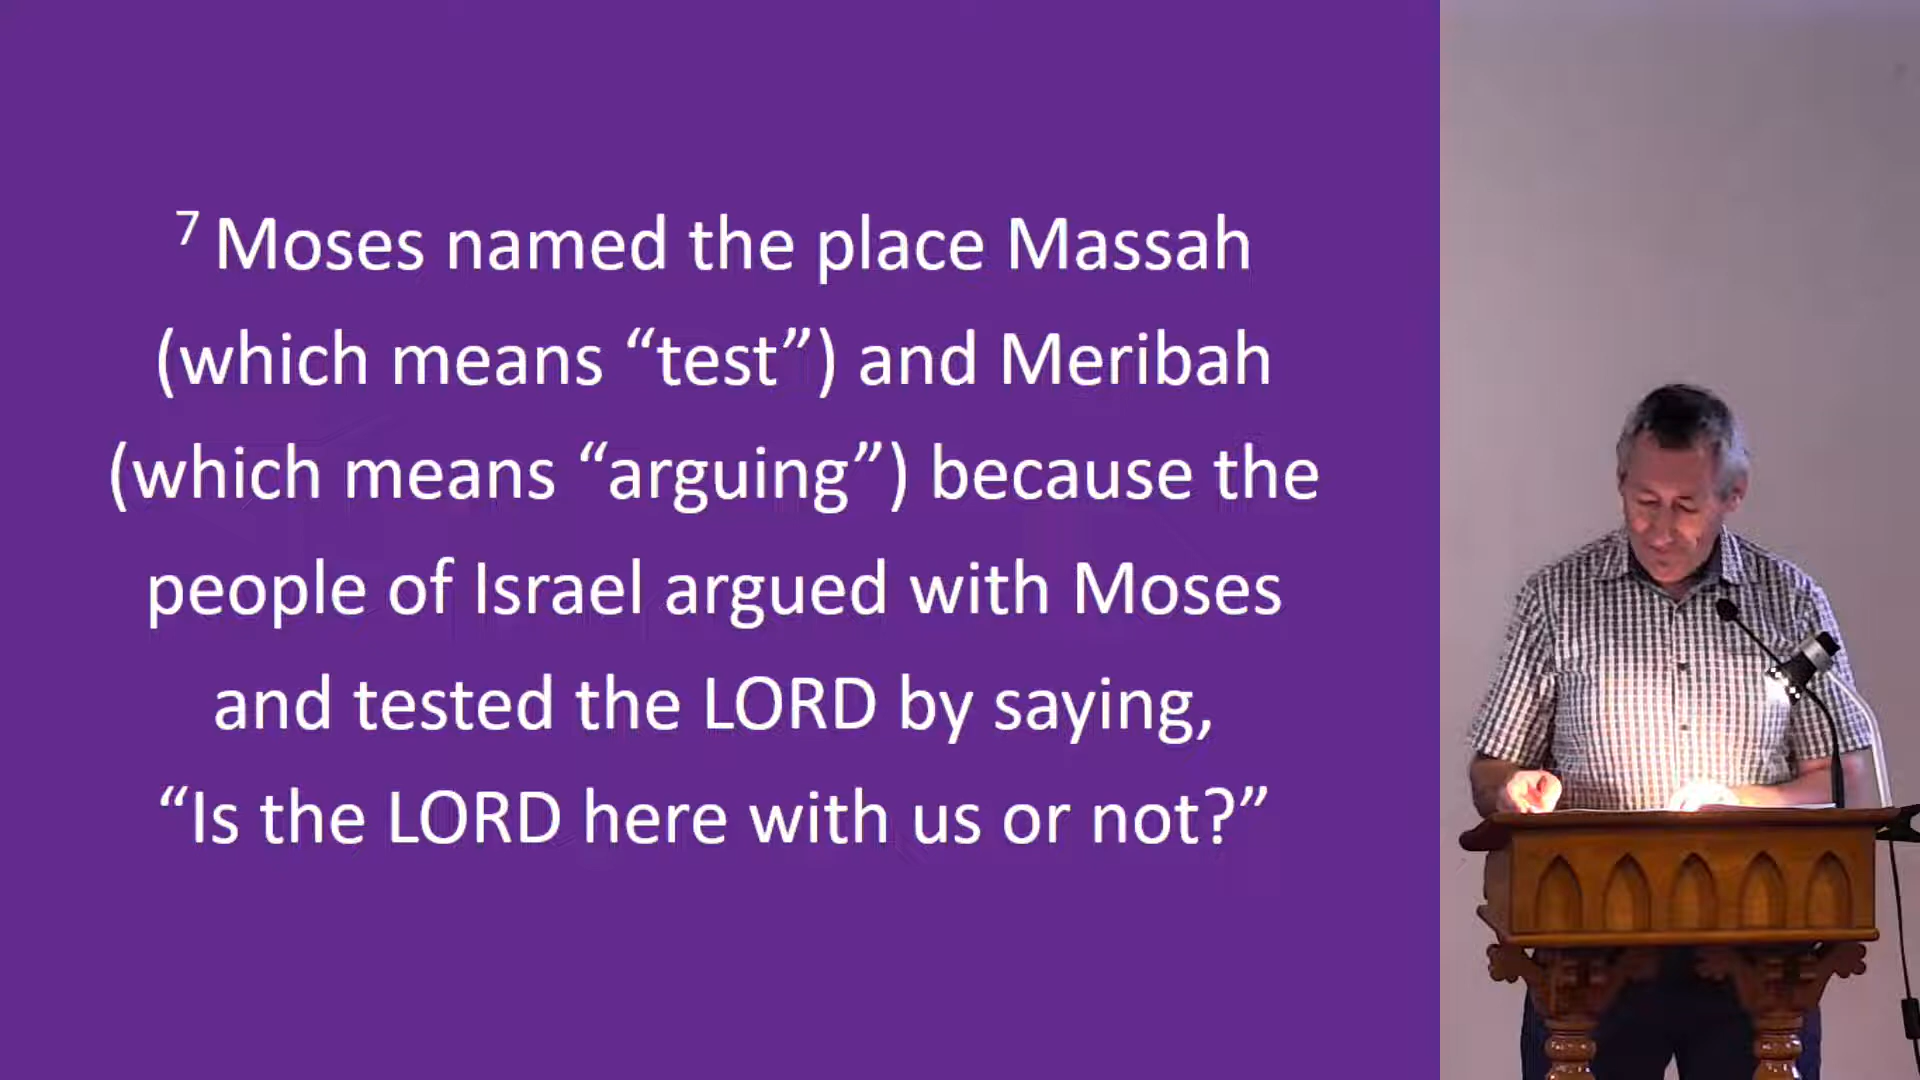 7 Moses named the place Massah
(which means “test”) and Meribah
(which means “arguing”) because the
people of Israel argued with Moses
and tested the LORD by saying,
“Is the LORD here with us or not?”